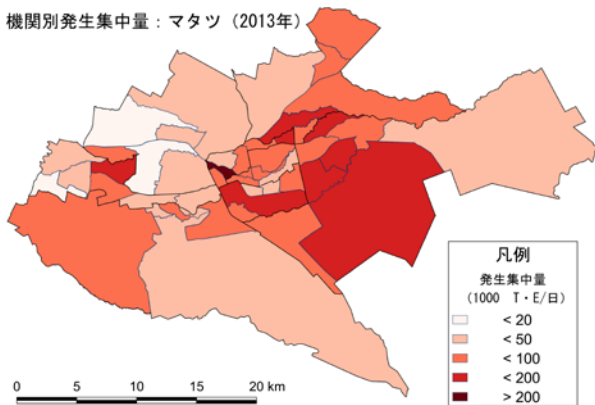 機関別発生集中量：マタツ（2013年）
凡例
発生集中量
（1000　T・E/日）
< 20
< 50
< 100
< 200
> 200
0 5 10 15 20 km